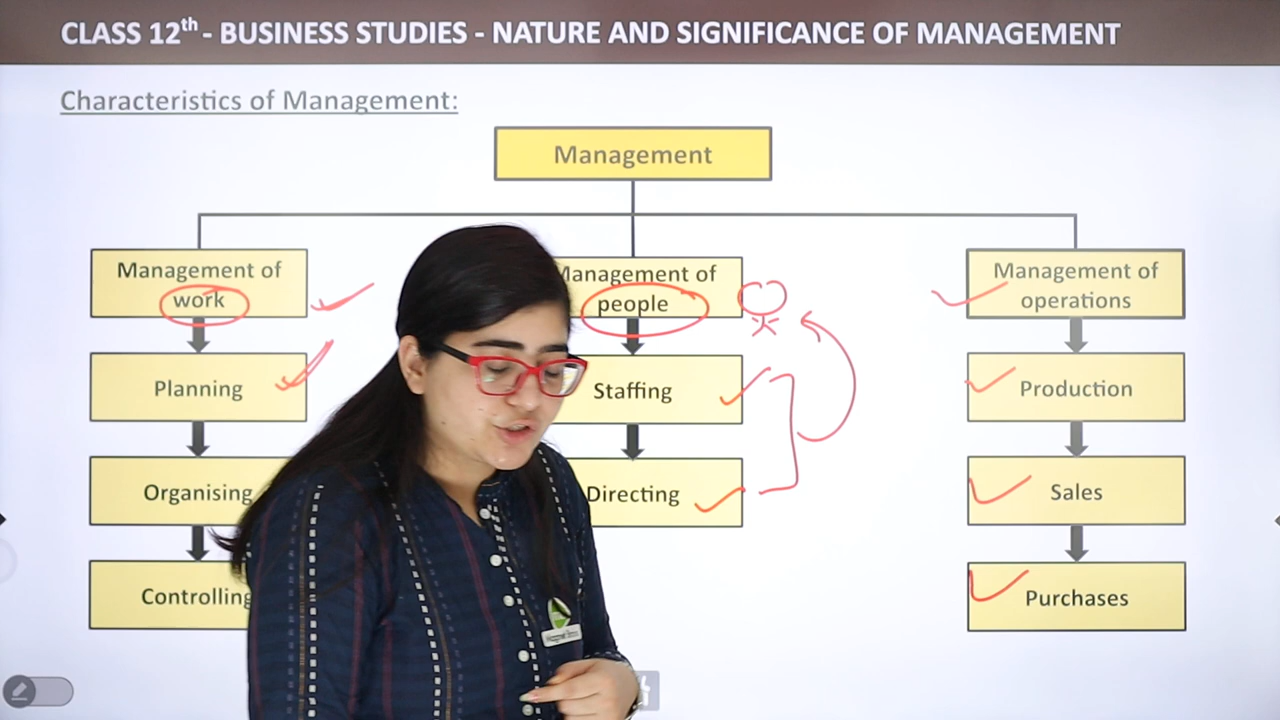 CLASS 12th - BUSINESS STUDIES - NATURE AND SIGNIFICANCE OF MANAGEMENT
Characteristics of Management:
Management
Management of
work
Planning
Organising
Controlling
Management of
people
Staffing
Directing
Management of
operations
Production
Sales
Purchases